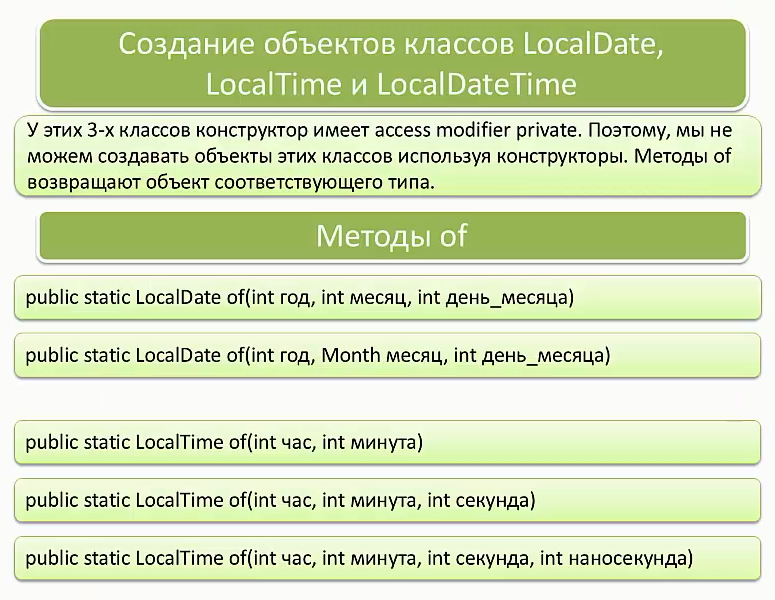 Создание объектов классов LocalDate,
LocalTime и LocalDateTime
У этих 3-х классов конструктор имеет access modifier private. Поэтому, мы не
можем создавать объекты этих классов используя конструкторы. Методы of
возвращают объект соответствующего типа.
Методы of
public static LocalDate of(int год, int месяц, int день_месяца)
public static LocalDate of(int год, Month месяц, int день_месяца)
public static LocalTime of(int час, int минута)
public static LocalTime of(int час, int минута, int секунда)
public static LocalTime of(int час, int минута, int секунда, int наносекунда)